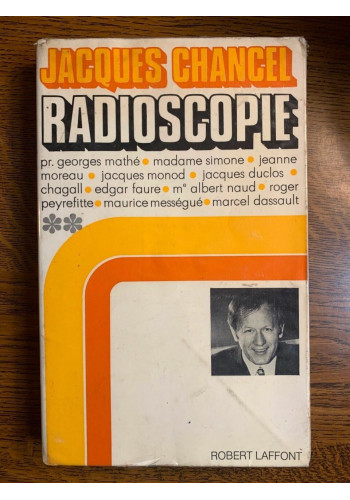 JACQUES CHANCEL
RADIOSCOPIE
pr. georges mathé • madame simone • jeanne
moreau • jacques monod • jacques duclos •
chagall • edgar faure • mᵉ albert naud • roger
peyrefitte • maurice mességué • marcel dassault
**
ROBERT LAFFONT